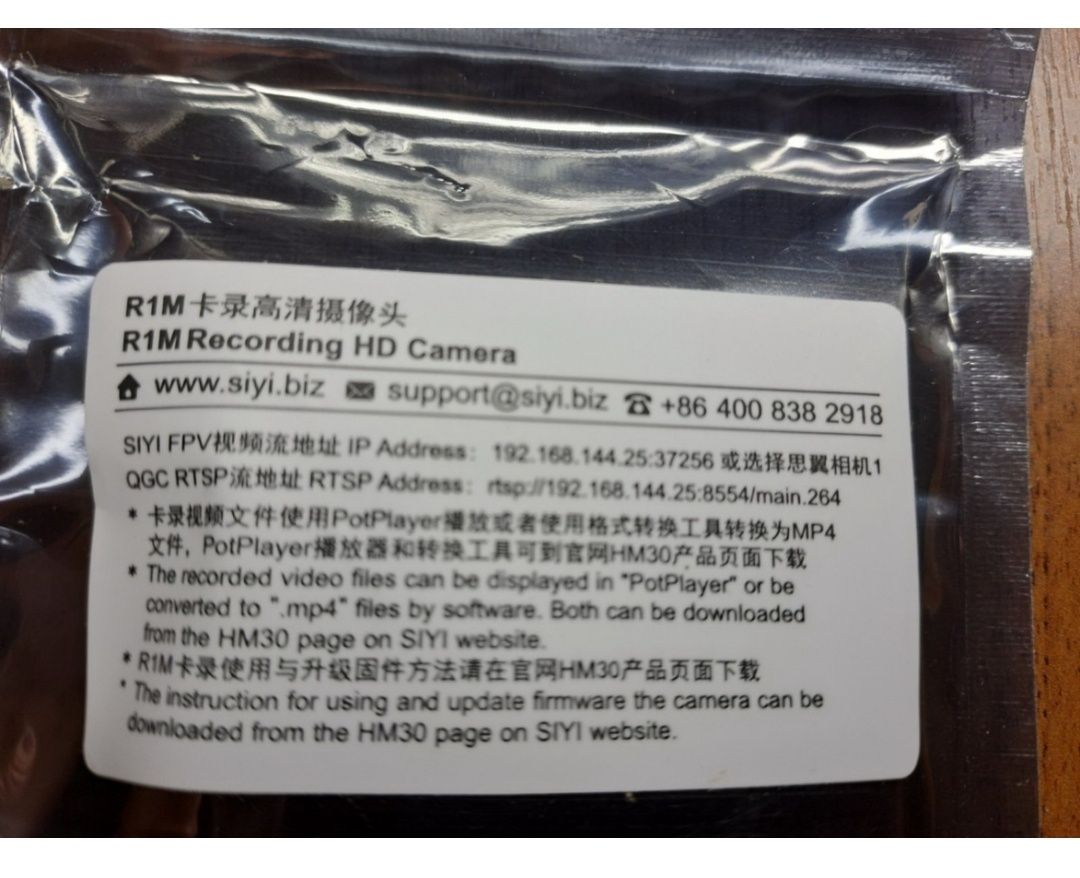 R1M卡录高清摄像头
R1M Recording HD Camera
www.siyi.biz support@siyi.biz +86 400 838 2918
SIYI FPV视频流地址 IP Address: 192.168.144.25:37256 或选择思翼相机1
QGC RTSP流地址 RTSP Address: rtsp://192.168.144.25:8554/main.264
* 卡录视频文件使用PotPlayer播放或者使用格式转换工具转换为MP4
文件, PotPlayer播放器和转换工具可到官网HM30产品页面下载
* The recorded video files can be displayed in "PotPlayer" or be
converted to ".mp4" files by software. Both can be downloaded
from the HM30 page on SIYI website.
* R1M卡录使用与升级固件方法请在官网HM30产品页面下载
* The instruction for using and update firmware the camera can be
downloaded from the HM30 page on SIYI website.